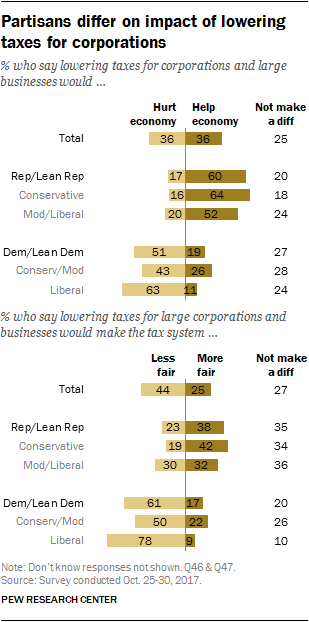 Partisans differ on impact of lowering
taxes for corporations
% who say lowering taxes for corporations and large
businesses would ...
Hurt economy Help economy Not make a diff
Total 36 36 25
Rep/Lean Rep 17 60 20
Conservative 16 64 18
Mod/Liberal 20 52 24
Dem/Lean Dem 51 19 27
Conserv/Mod 43 26 28
Liberal 63 11 24
% who say lowering taxes for large corporations and
businesses would make the tax system ...
Less fair More fair Not make a diff
Total 44 25 27
Rep/Lean Rep 23 38 35
Conservative 19 42 34
Mod/Liberal 30 32 36
Dem/Lean Dem 61 17 20
Conserv/Mod 50 22 26
Liberal 78 9 10
Note: Don't know responses not shown. Q46 & Q47.
Source: Survey conducted Oct. 25-30, 2017.
PEW RESEARCH CENTER